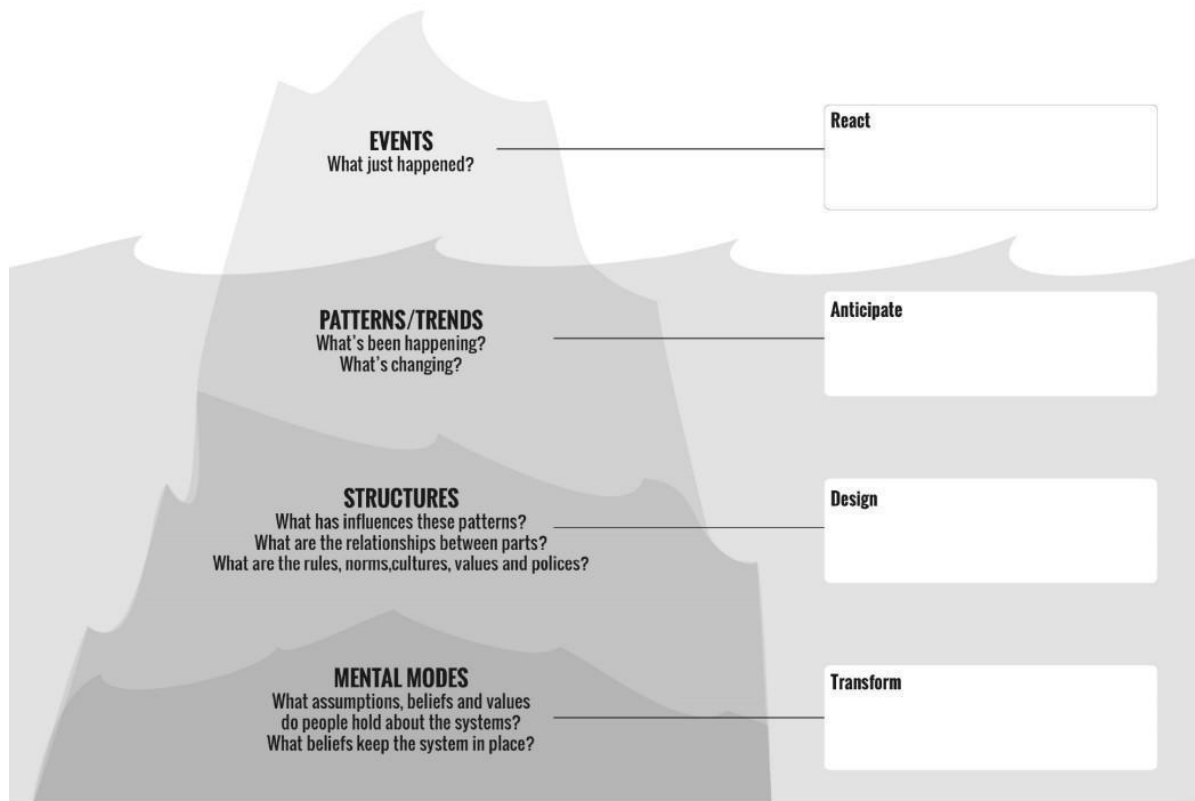 EVENTS
What just happened?
React
PATTERNS/TRENDS
What's been happening?
What's changing?
Anticipate
STRUCTURES
What has influences these patterns?
What are the relationships between parts?
What are the rules, norms,cultures, values and polices?
Design
MENTAL MODES
What assumptions, beliefs and values
do people hold about the systems?
What beliefs keep the system in place?
Transform